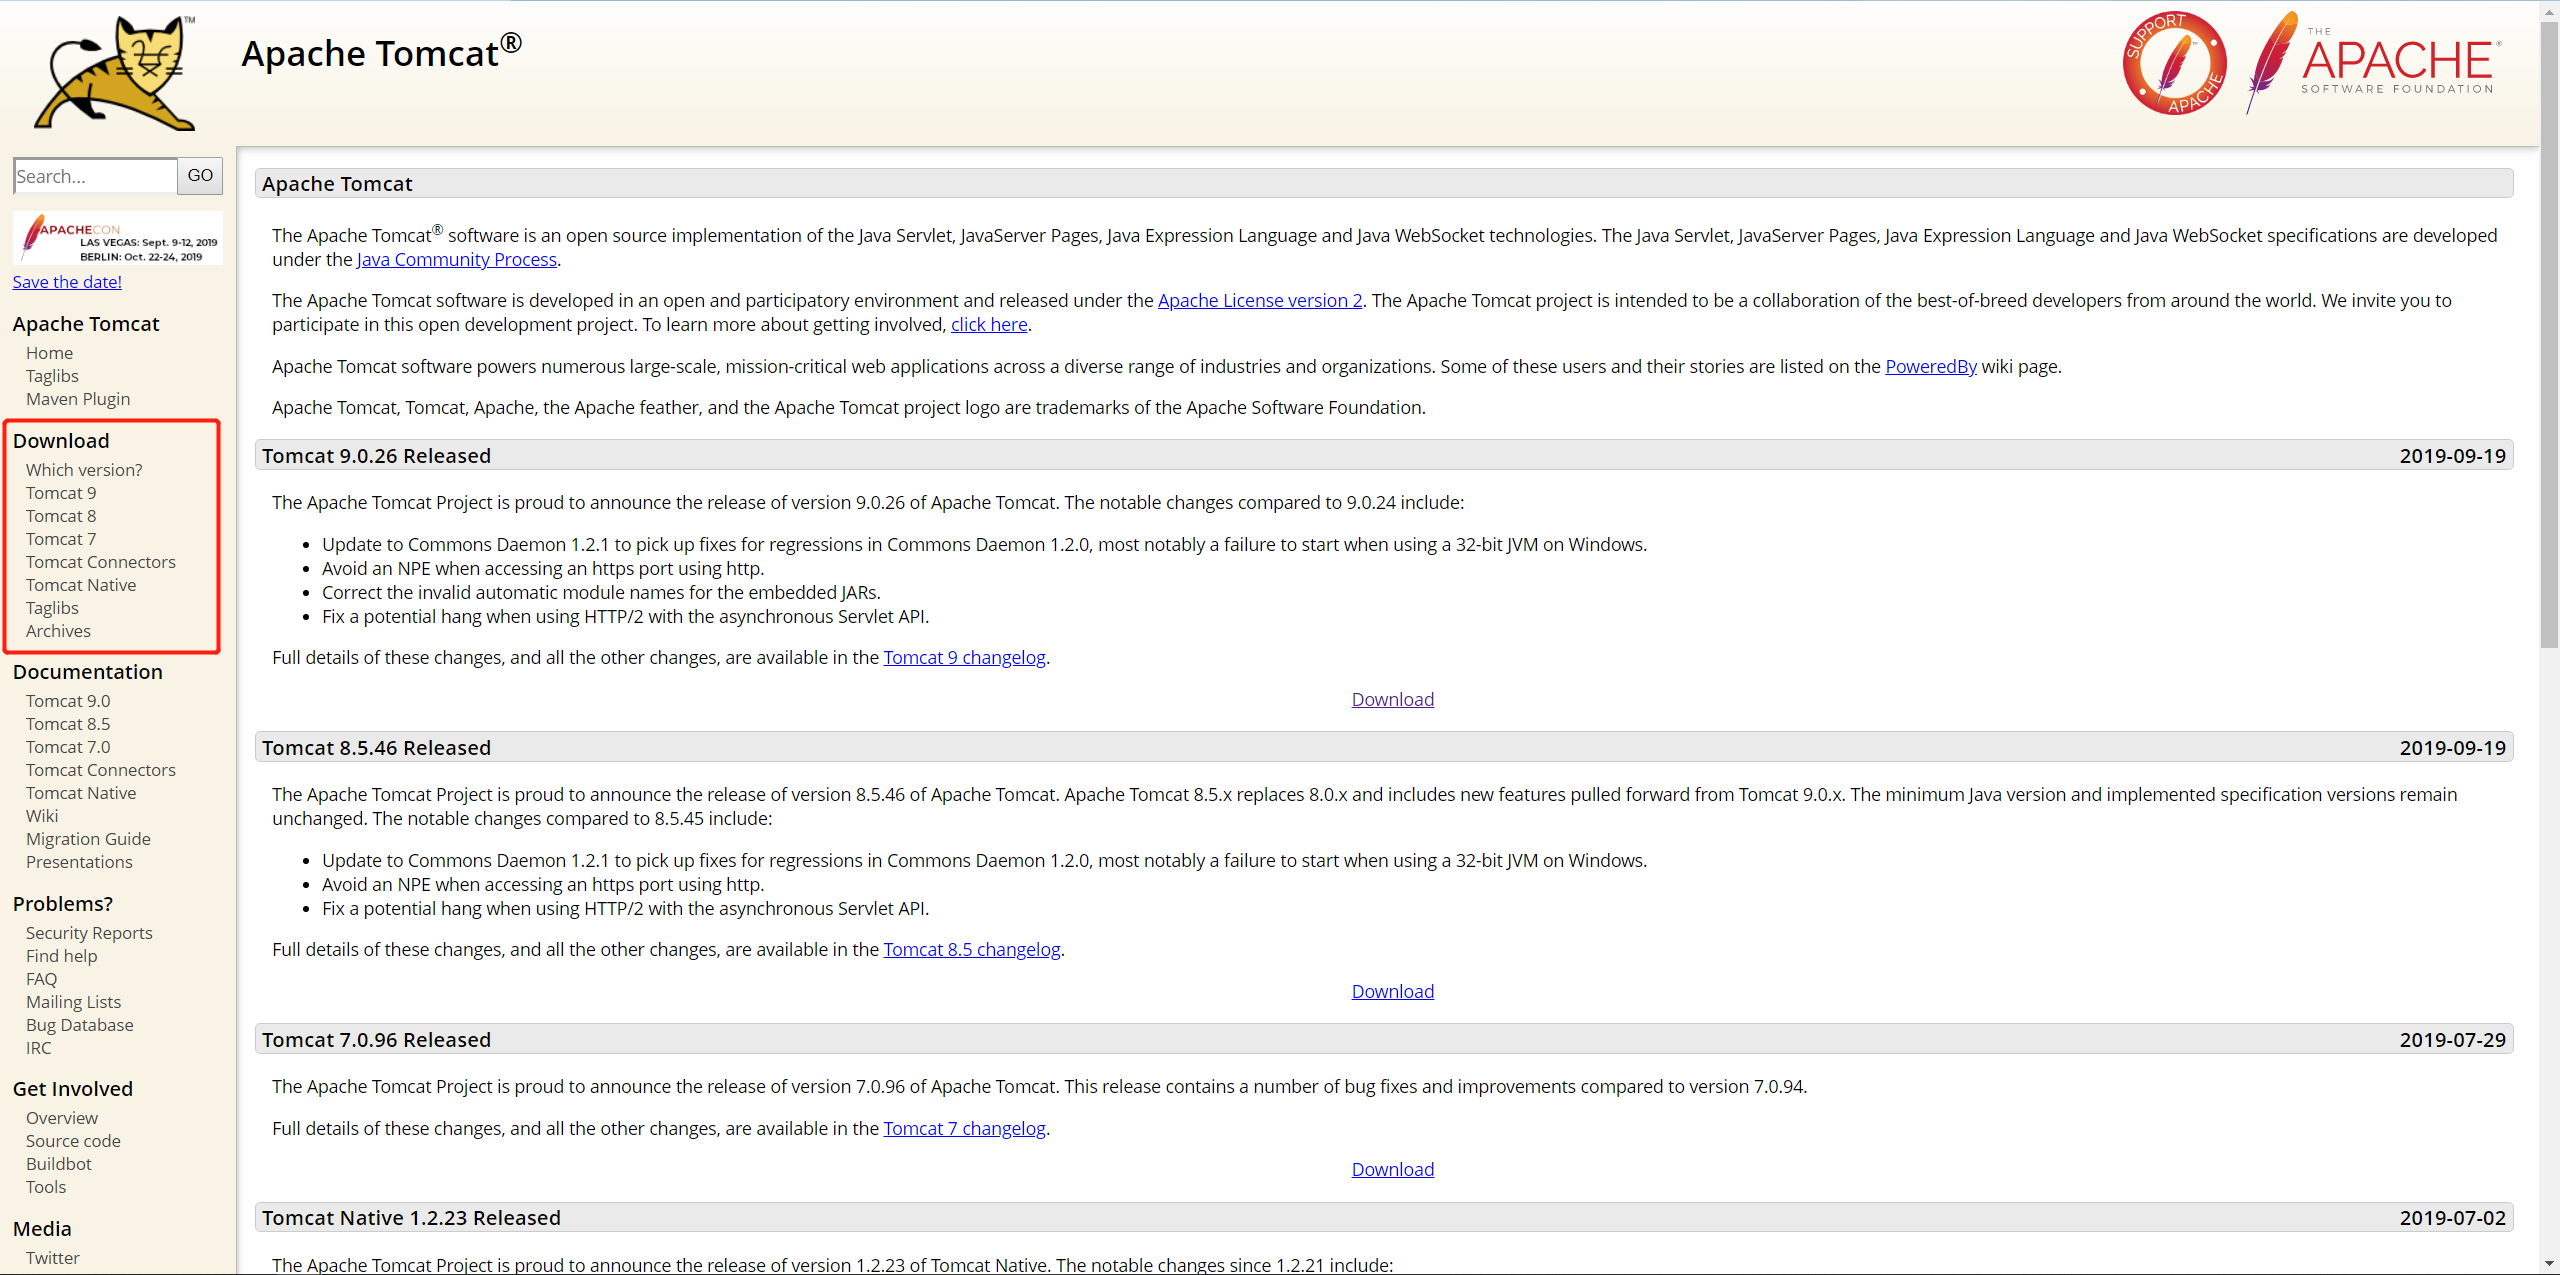 TM
Apache Tomcat®
SUPPORT
APACHE
THE
APACHE®
SOFTWARE FOUNDATION
Search...
GO
APACHECON
LAS VEGAS: Sept. 9-12, 2019
BERLIN: Oct. 22-24, 2019
Save the date!
Apache Tomcat
Home
Taglibs
Maven Plugin
Download
Which version?
Tomcat 9
Tomcat 8
Tomcat 7
Tomcat Connectors
Tomcat Native
Taglibs
Archives
Documentation
Tomcat 9.0
Tomcat 8.5
Tomcat 7.0
Tomcat Connectors
Tomcat Native
Wiki
Migration Guide
Presentations
Problems?
Security Reports
Find help
FAQ
Mailing Lists
Bug Database
IRC
Get Involved
Overview
Source code
Buildbot
Tools
Media
Twitter
Apache Tomcat
The Apache Tomcat® software is an open source implementation of the Java Servlet, JavaServer Pages, Java Expression Language and Java WebSocket technologies. The Java Servlet, JavaServer Pages, Java Expression Language and Java WebSocket specifications are developed
under the Java Community Process.
The Apache Tomcat software is developed in an open and participatory environment and released under the Apache License version 2. The Apache Tomcat project is intended to be a collaboration of the best-of-breed developers from around the world. We invite you to
participate in this open development project. To learn more about getting involved, click here.
Apache Tomcat software powers numerous large-scale, mission-critical web applications across a diverse range of industries and organizations. Some of these users and their stories are listed on the PoweredBy wiki page.
Apache Tomcat, Tomcat, Apache, the Apache feather, and the Apache Tomcat project logo are trademarks of the Apache Software Foundation.
Tomcat 9.0.26 Released 2019-09-19
The Apache Tomcat Project is proud to announce the release of version 9.0.26 of Apache Tomcat. The notable changes compared to 9.0.24 include:
• Update to Commons Daemon 1.2.1 to pick up fixes for regressions in Commons Daemon 1.2.0, most notably a failure to start when using a 32-bit JVM on Windows.
• Avoid an NPE when accessing an https port using http.
• Correct the invalid automatic module names for the embedded JARs.
• Fix a potential hang when using HTTP/2 with the asynchronous Servlet API.
Full details of these changes, and all the other changes, are available in the Tomcat 9 changelog.
Download
Tomcat 8.5.46 Released 2019-09-19
The Apache Tomcat Project is proud to announce the release of version 8.5.46 of Apache Tomcat. Apache Tomcat 8.5.x replaces 8.0.x and includes new features pulled forward from Tomcat 9.0.x. The minimum Java version and implemented specification versions remain
unchanged. The notable changes compared to 8.5.45 include:
• Update to Commons Daemon 1.2.1 to pick up fixes for regressions in Commons Daemon 1.2.0, most notably a failure to start when using a 32-bit JVM on Windows.
• Avoid an NPE when accessing an https port using http.
• Fix a potential hang when using HTTP/2 with the asynchronous Servlet API.
Full details of these changes, and all the other changes, are available in the Tomcat 8.5 changelog.
Download
Tomcat 7.0.96 Released 2019-07-29
The Apache Tomcat Project is proud to announce the release of version 7.0.96 of Apache Tomcat. This release contains a number of bug fixes and improvements compared to version 7.0.94.
Full details of these changes, and all the other changes, are available in the Tomcat 7 changelog.
Download
Tomcat Native 1.2.23 Released 2019-07-02
The Apache Tomcat Project is proud to announce the release of version 1.2.23 of Tomcat Native. The notable changes since 1.2.21 include: